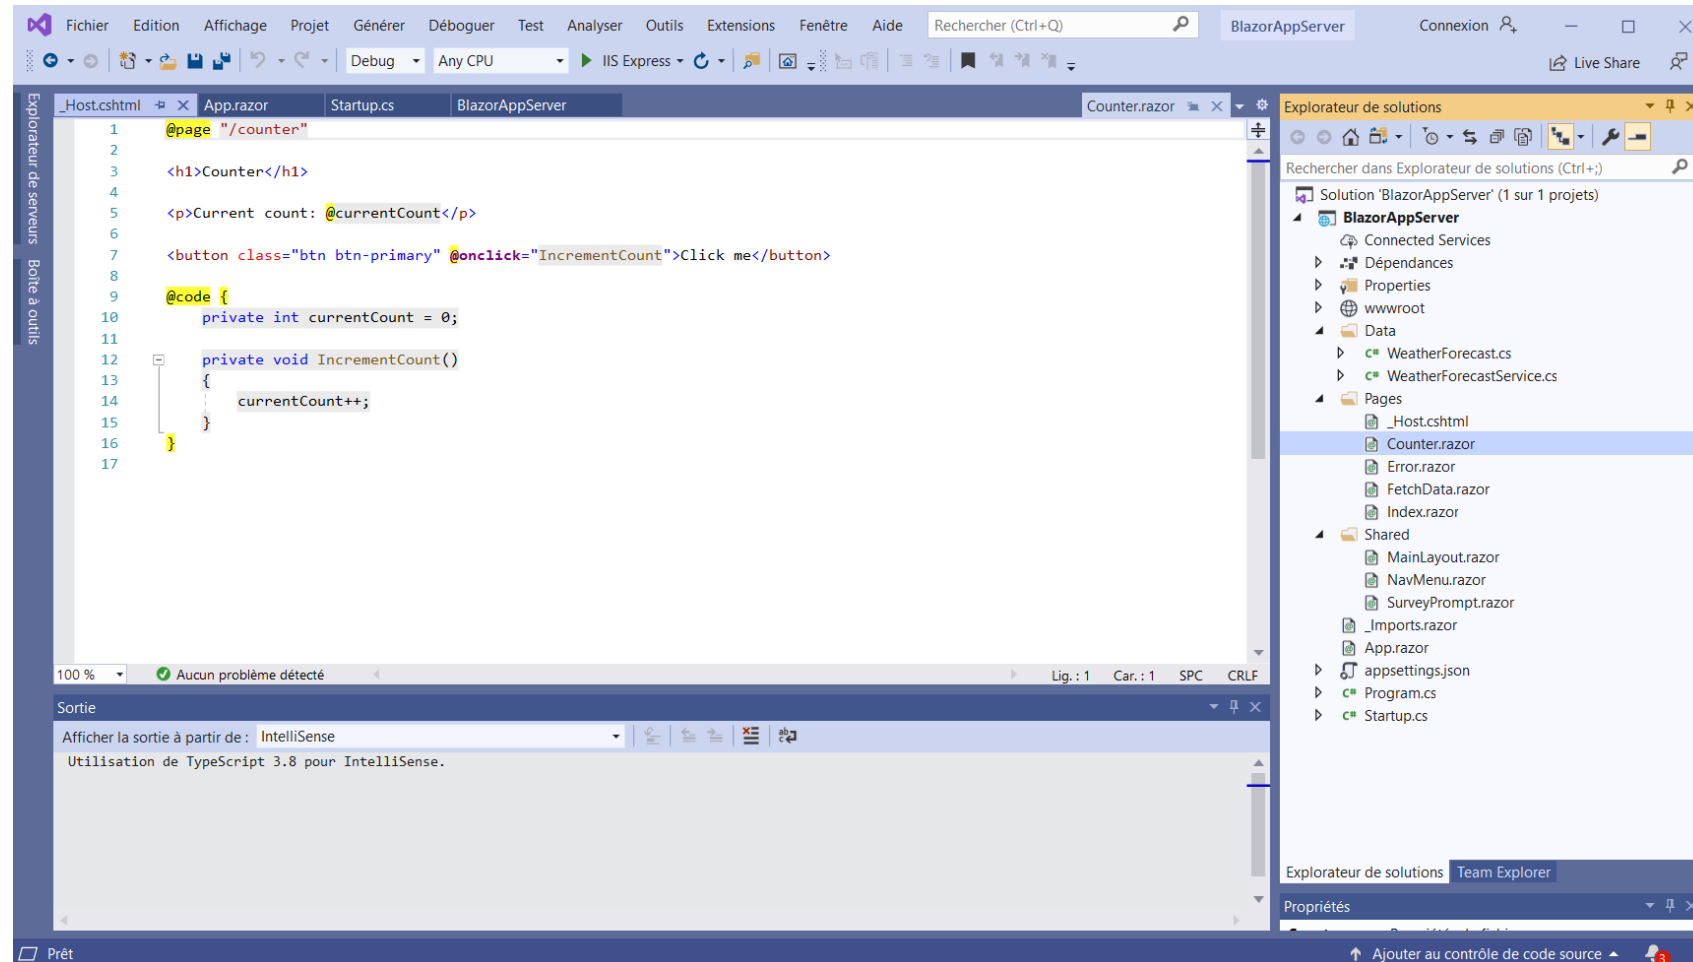 Fichier Edition Affichage Projet Générer Déboguer Test Analyser Outils Extensions Fenêtre Aide Rechercher (Ctrl+Q) BlazorAppServer Connexion
Debug Any CPU IIS Express Live Share
Explorateur de serveurs
Boîte à outils
_Host.cshtml App.razor Startup.cs BlazorAppServer Counter.razor
1 @page "/counter"
2
3 <h1>Counter</h1>
4
5 <p>Current count: @currentCount</p>
6
7 <button class="btn btn-primary" @onclick="IncrementCount">Click me</button>
8
9 @code {
10 private int currentCount = 0;
11
12 private void IncrementCount()
13 {
14 currentCount++;
15 }
16 }
17
100 % Aucun problème détecté Lig. : 1 Car. : 1 SPC CRLF
Sortie
Afficher la sortie à partir de : IntelliSense
Utilisation de TypeScript 3.8 pour IntelliSense.
Explorateur de solutions
Rechercher dans Explorateur de solutions (Ctrl+;)
Solution 'BlazorAppServer' (1 sur 1 projets)
BlazorAppServer
Connected Services
Dépendances
Properties
wwwroot
Data
C# WeatherForecast.cs
C# WeatherForecastService.cs
Pages
_Host.cshtml
Counter.razor
Error.razor
FetchData.razor
Index.razor
Shared
MainLayout.razor
NavMenu.razor
SurveyPrompt.razor
_Imports.razor
App.razor
appsettings.json
C# Program.cs
C# Startup.cs
Explorateur de solutions Team Explorer
Propriétés
Prêt Ajouter au contrôle de code source 3